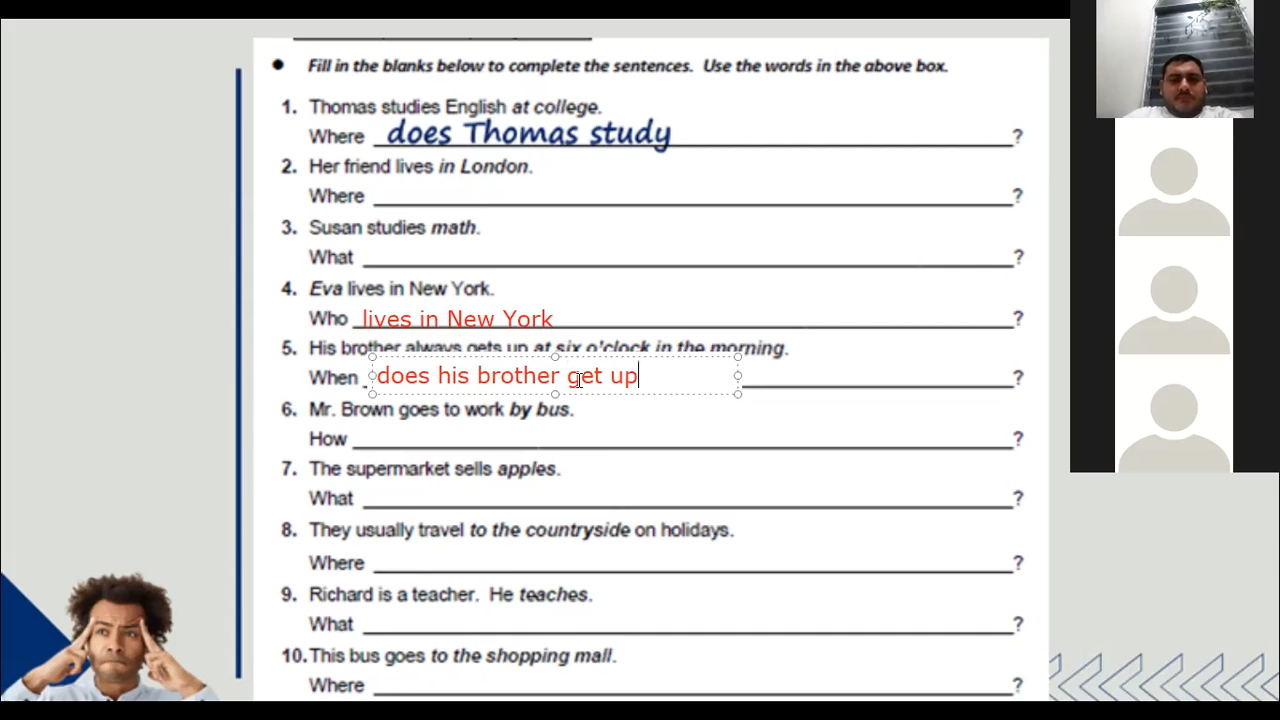 Fill in the blanks below to complete the sentences. Use the words in the above box.
1. Thomas studies English at college.
Where does Thomas study ?
2. Her friend lives in London.
Where ?
3. Susan studies math.
What ?
4. Eva lives in New York.
Who lives in New York ?
5. His brother always gets up at six o'clock in the morning.
When does his brother get up ?
6. Mr. Brown goes to work by bus.
How ?
7. The supermarket sells apples.
What ?
8. They usually travel to the countryside on holidays.
Where ?
9. Richard is a teacher. He teaches.
What ?
10. This bus goes to the shopping mall.
Where ?